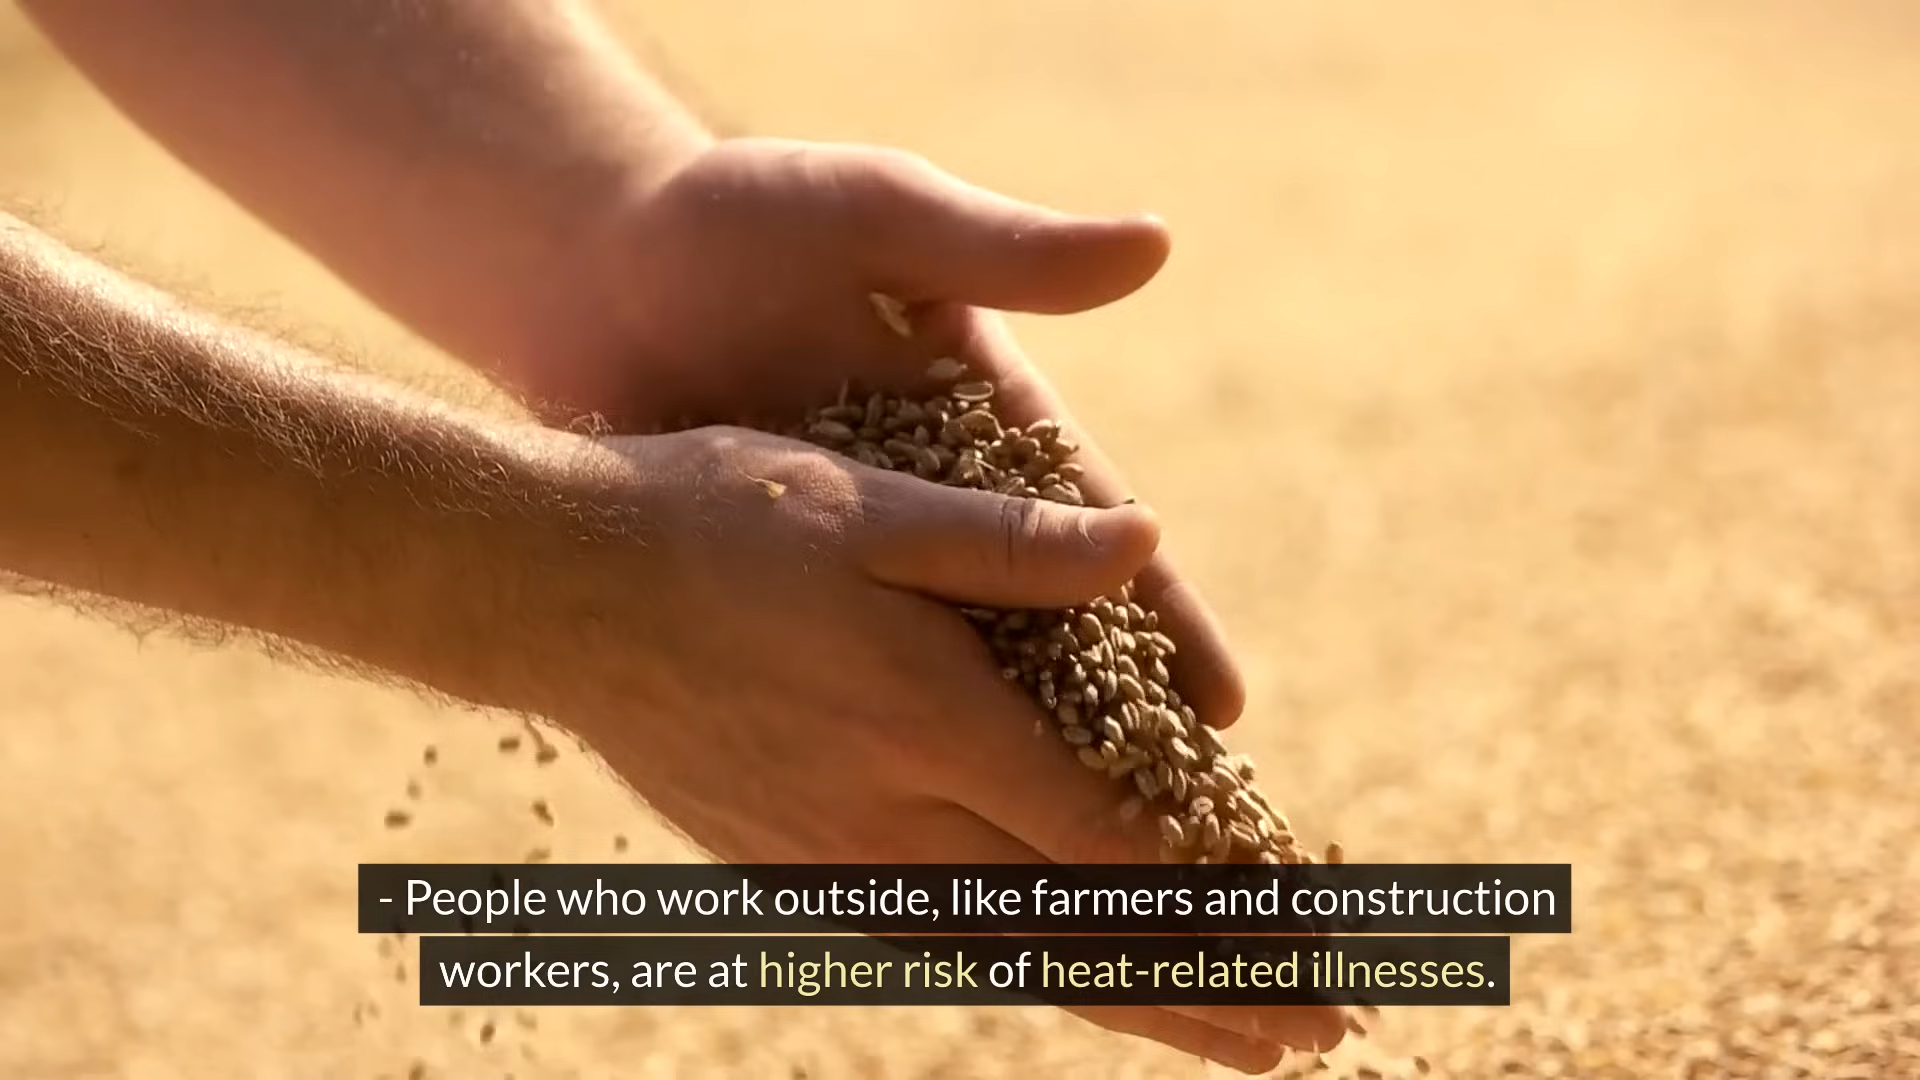 - People who work outside, like farmers and construction
workers, are at higher risk of heat-related illnesses.